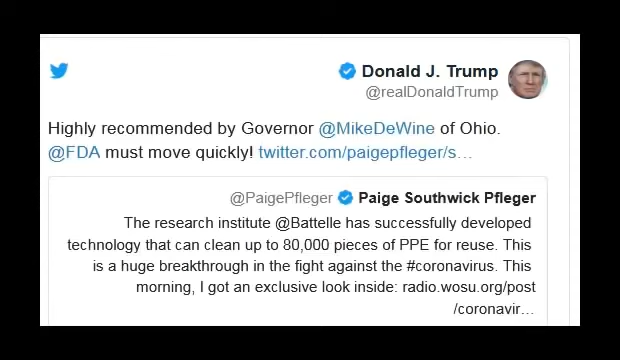 Donald J. Trump
@realDonaldTrump
Highly recommended by Governor @MikeDeWine of Ohio.
@FDA must move quickly! twitter.com/paigepfleger/s…
@PaigePfleger Paige Southwick Pfleger
The research institute @Battelle has successfully developed
technology that can clean up to 80,000 pieces of PPE for reuse. This
is a huge breakthrough in the fight against the #coronavirus. This
morning, I got an exclusive look inside: radio.wosu.org/post
/coronavir…